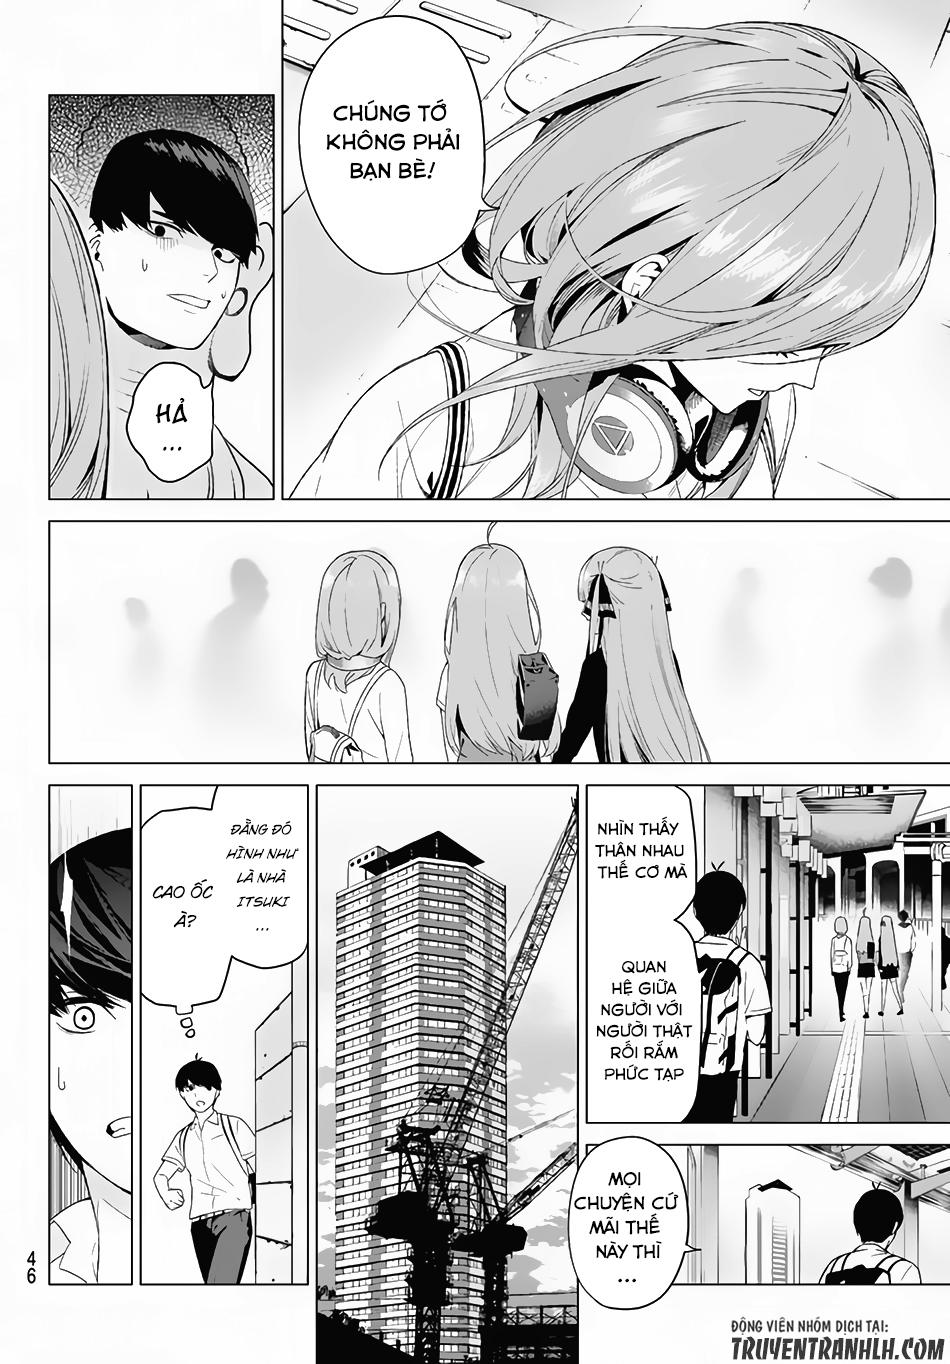 CHÚNG TỚ
KHÔNG PHẢI
BẠN BÈ!
HẢ
...
NHÌN THẤY
THÂN NHAU
THẾ CƠ MÀ
QUAN
HỆ GIỮA
NGƯỜI VỚI
NGƯỜI THẬT
RỐI RẮM
PHỨC TẠP
MỌI
CHUYỆN CỨ
MÃI THẾ
NÀY THÌ
...
ĐẰNG ĐÓ
HÌNH NHƯ
LÀ NHÀ
ITSUKI
...
CAO ỐC
À?
46
ĐỘNG VIÊN NHÓM DỊCH TẠI:
TRUYENTRANHLH.COM